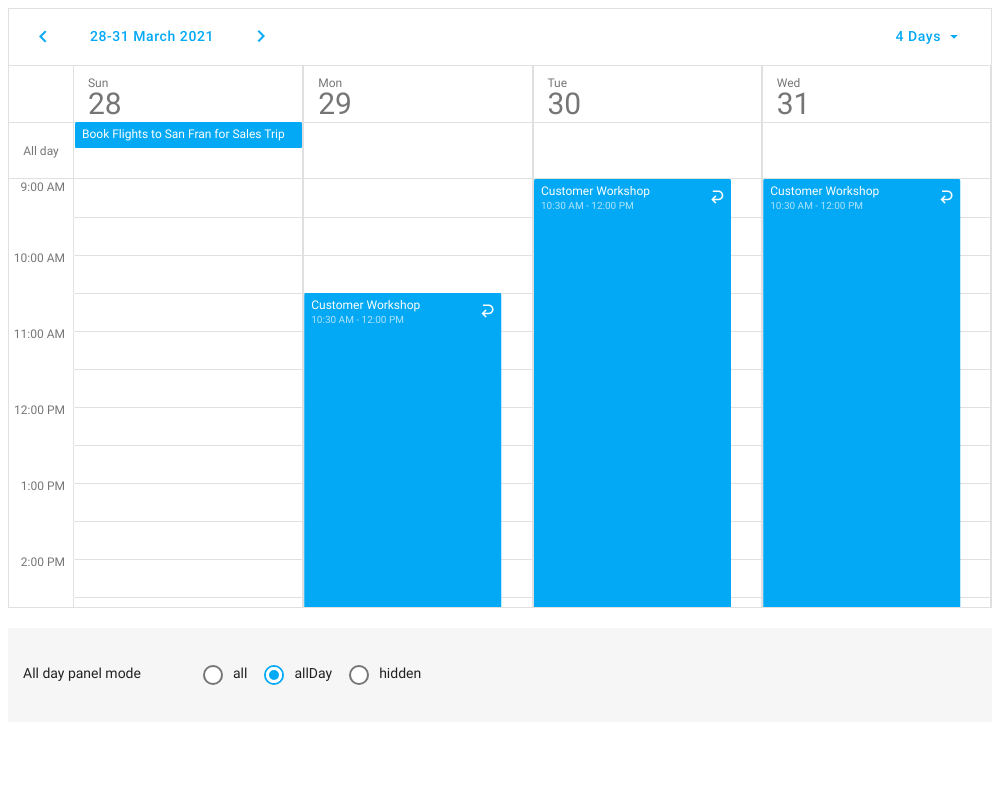 28-31 March 2021
4 Days
Sun
28
Mon
29
Tue
30
Wed
31
All day
Book Flights to San Fran for Sales Trip
9:00 AM
10:00 AM
11:00 AM
12:00 PM
1:00 PM
2:00 PM
Customer Workshop
10:30 AM - 12:00 PM
Customer Workshop
10:30 AM - 12:00 PM
Customer Workshop
10:30 AM - 12:00 PM
All day panel mode
all
allDay
hidden